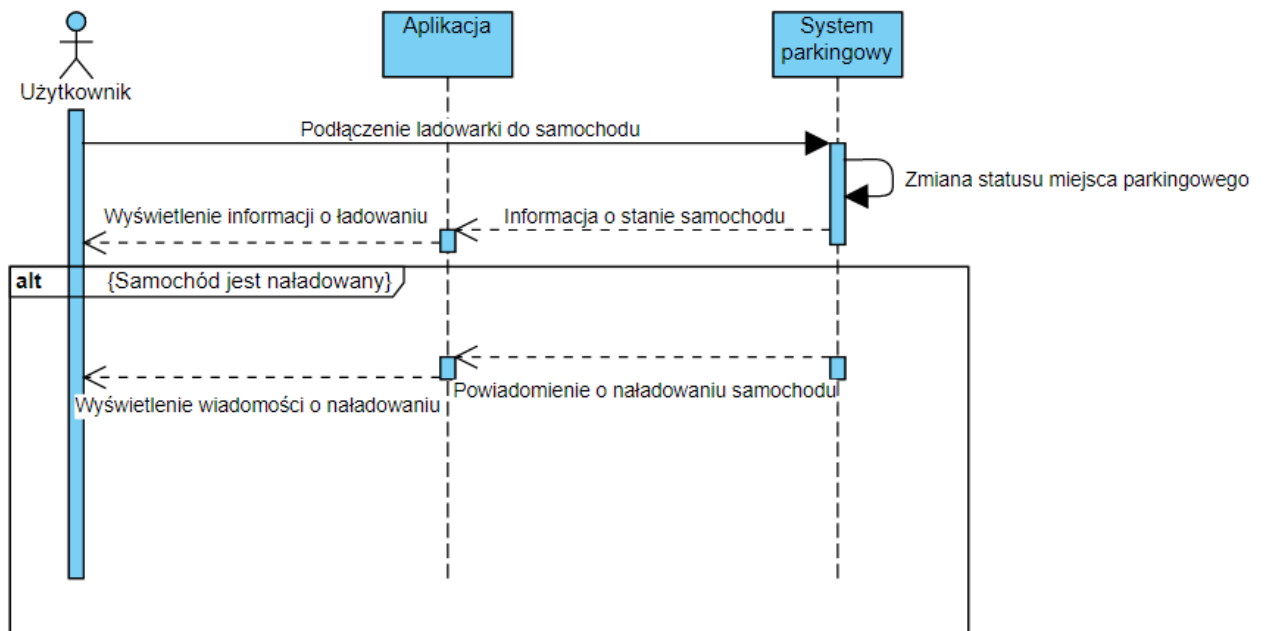 Użytkownik
Aplikacja
System
parkingowy
Podłączenie ladowarki do samochodu
Zmiana statusu miejsca parkingowego
Wyświetlenie informacji o ładowaniu
Informacja o stanie samochodu
alt
{Samochód jest naładowany}
Powiadomienie o naładowaniu samochodu
Wyświetlenie wiadomości o naładowaniu